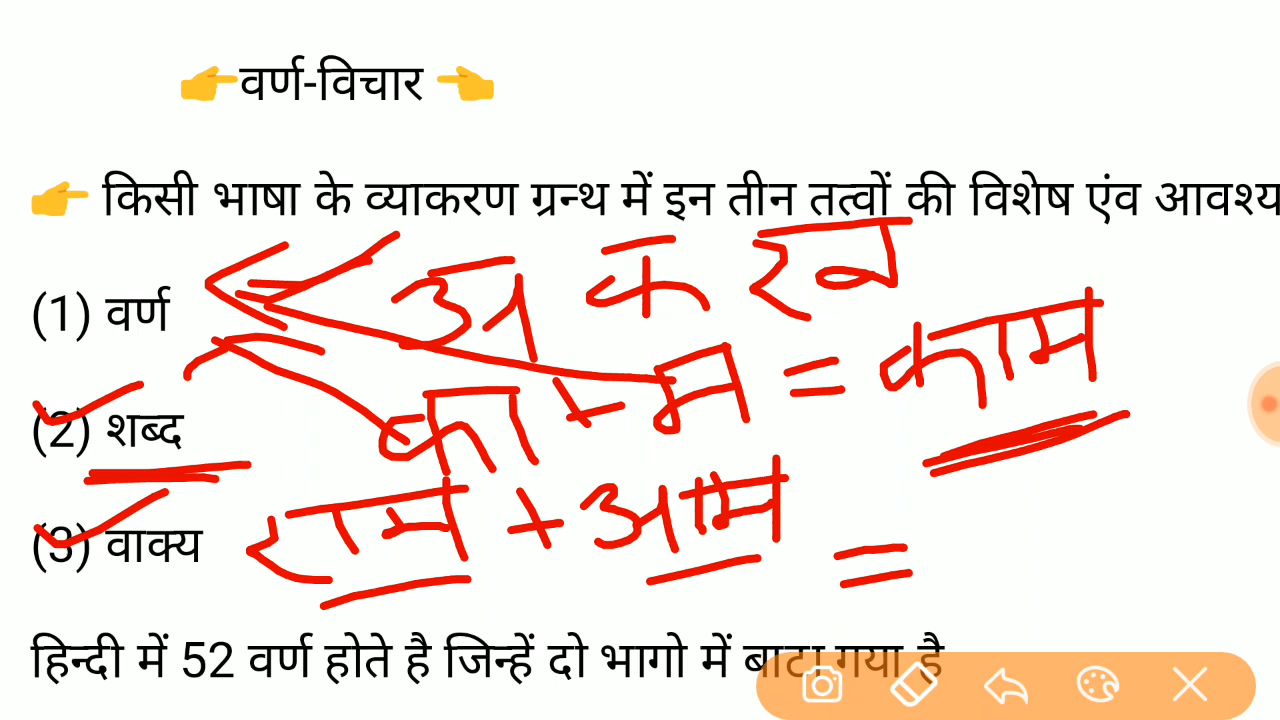 वर्ण-विचार
किसी भाषा के व्याकरण ग्रन्थ में इन तीन तत्वों की विशेष एंव आवश्य
अ क ख
(1) वर्ण
का + म = काम
(2) शब्द
राम + आम =
(3) वाक्य
हिन्दी में 52 वर्ण होते है जिन्हें दो भागो में बाटा गया है